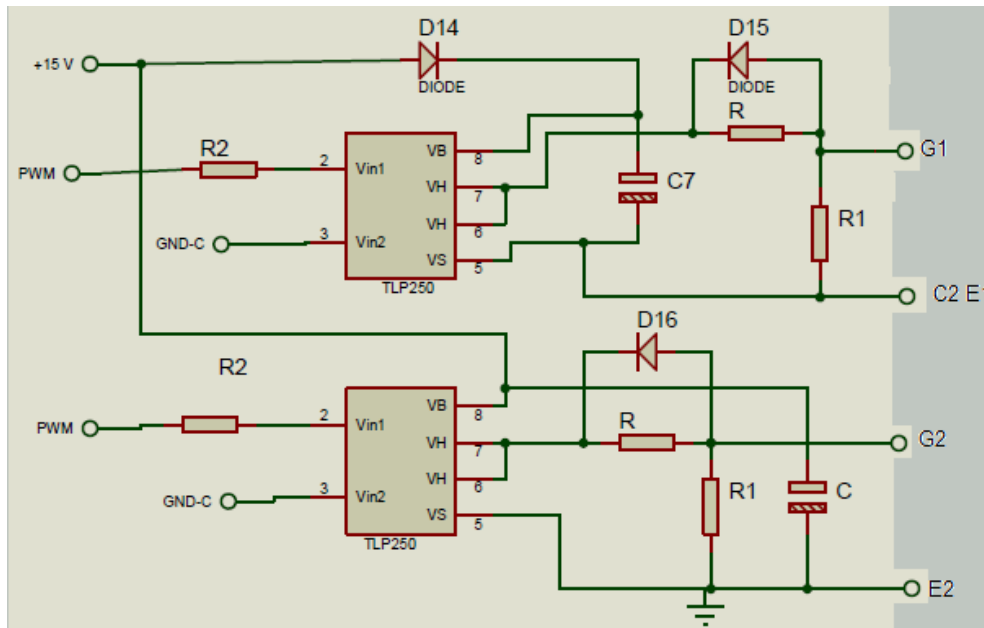 D14
D15
+15 V
DIODE
DIODE
R
R2
VB
8
G1
PWM
2
Vin1
C7
VH
7
R1
VH
6
GND-C
3
Vin2
VS
5
TLP250
C2 E1
D16
R2
VB
8
R
G2
PWM
2
Vin1
VH
7
VH
6
R1
C
GND-C
3
Vin2
VS
5
TLP250
E2